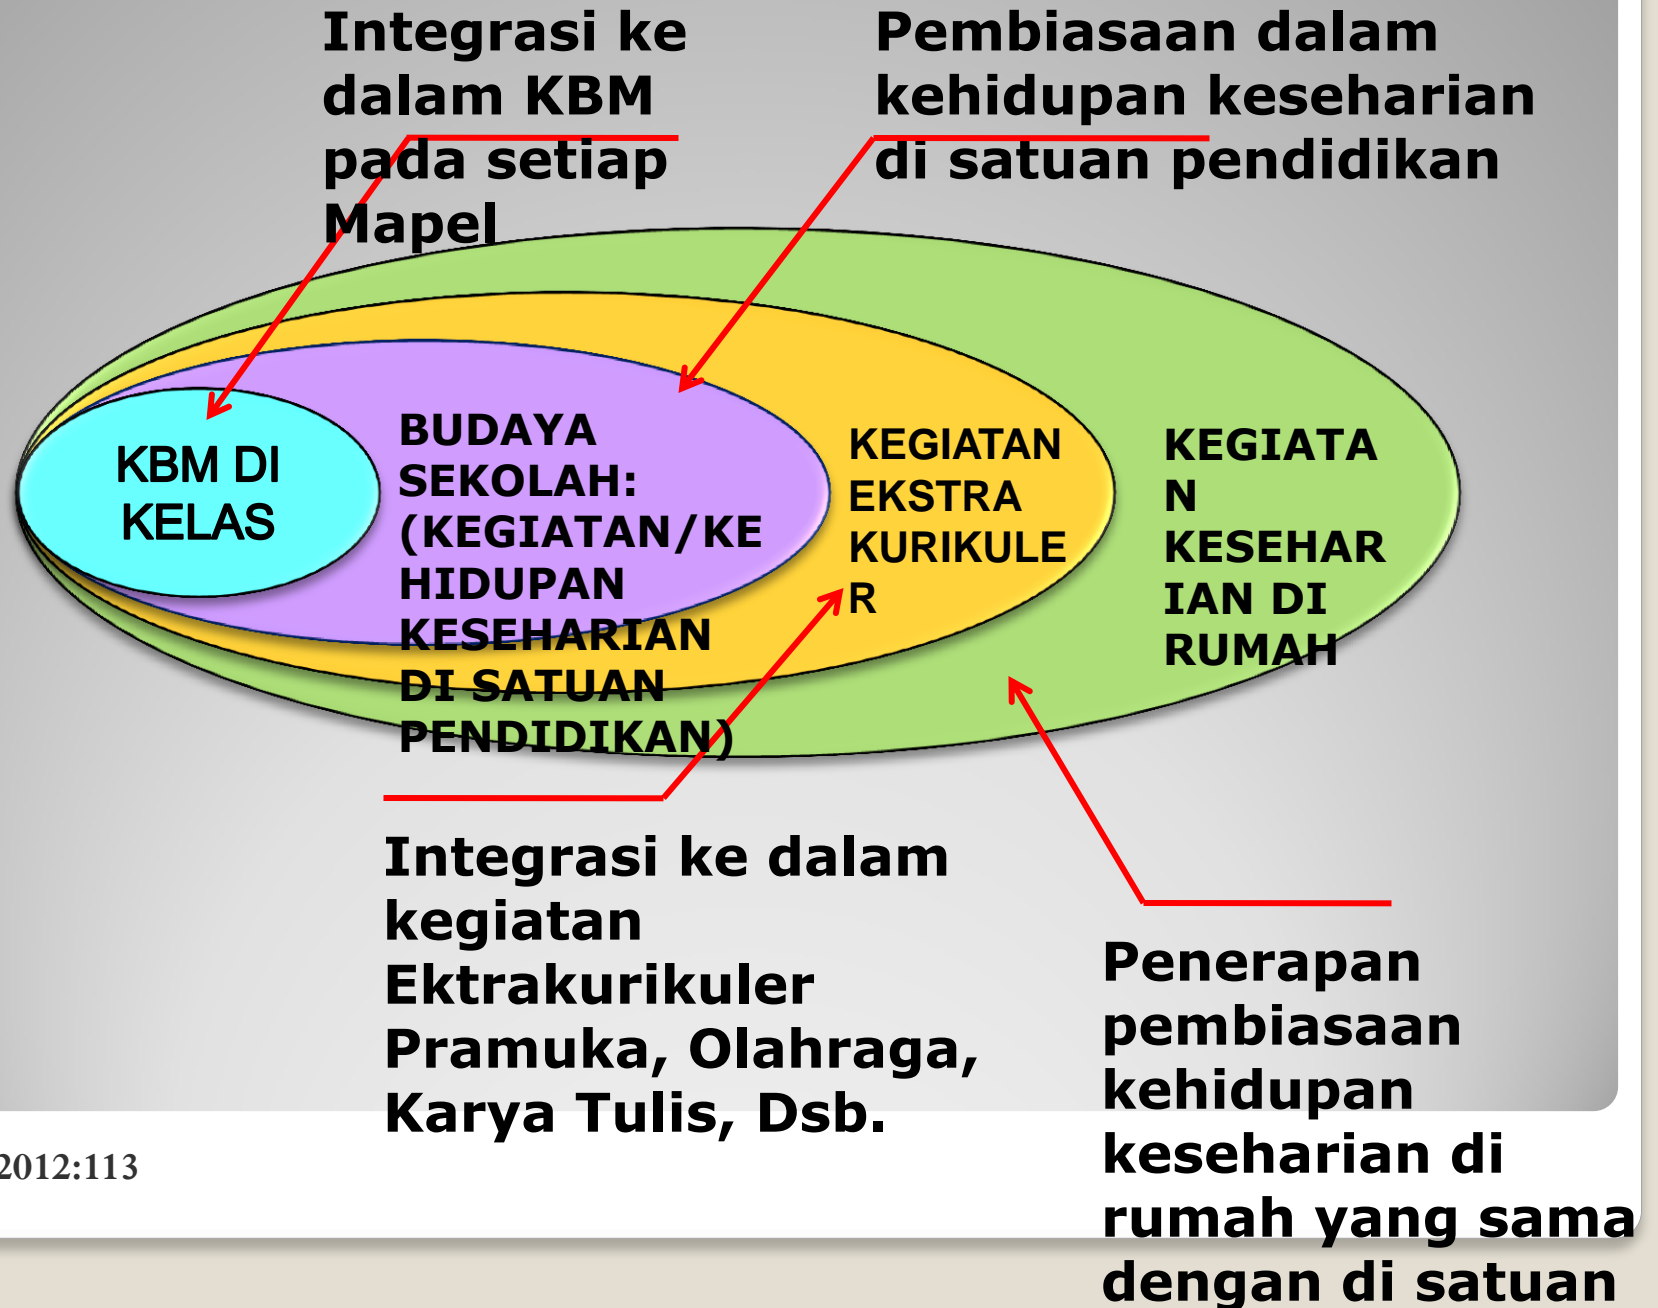 Integrasi ke
dalam KBM
pada setiap
Mapel
Pembiasaan dalam
kehidupan keseharian
di satuan pendidikan
KBM DI
KELAS
BUDAYA
SEKOLAH:
(KEGIATAN/KE
HIDUPAN
KESEHARIAN
DI SATUAN
PENDIDIKAN)
KEGIATAN
EKSTRA
KURIKULE
R
KEGIATA
N
KESEHAR
IAN DI
RUMAH
Integrasi ke dalam
kegiatan
Ektrakurikuler
Pramuka, Olahraga,
Karya Tulis, Dsb.
Penerapan
pembiasaan
kehidupan
keseharian di
rumah yang sama
dengan di satuan
2012:113